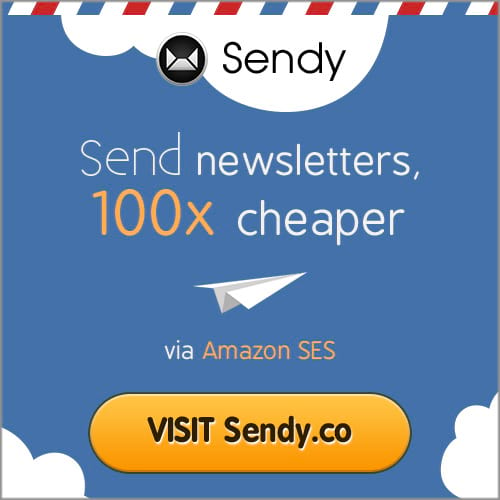 Sendy
Send newsletters,
100x cheaper
via Amazon SES
VISIT Sendy.co